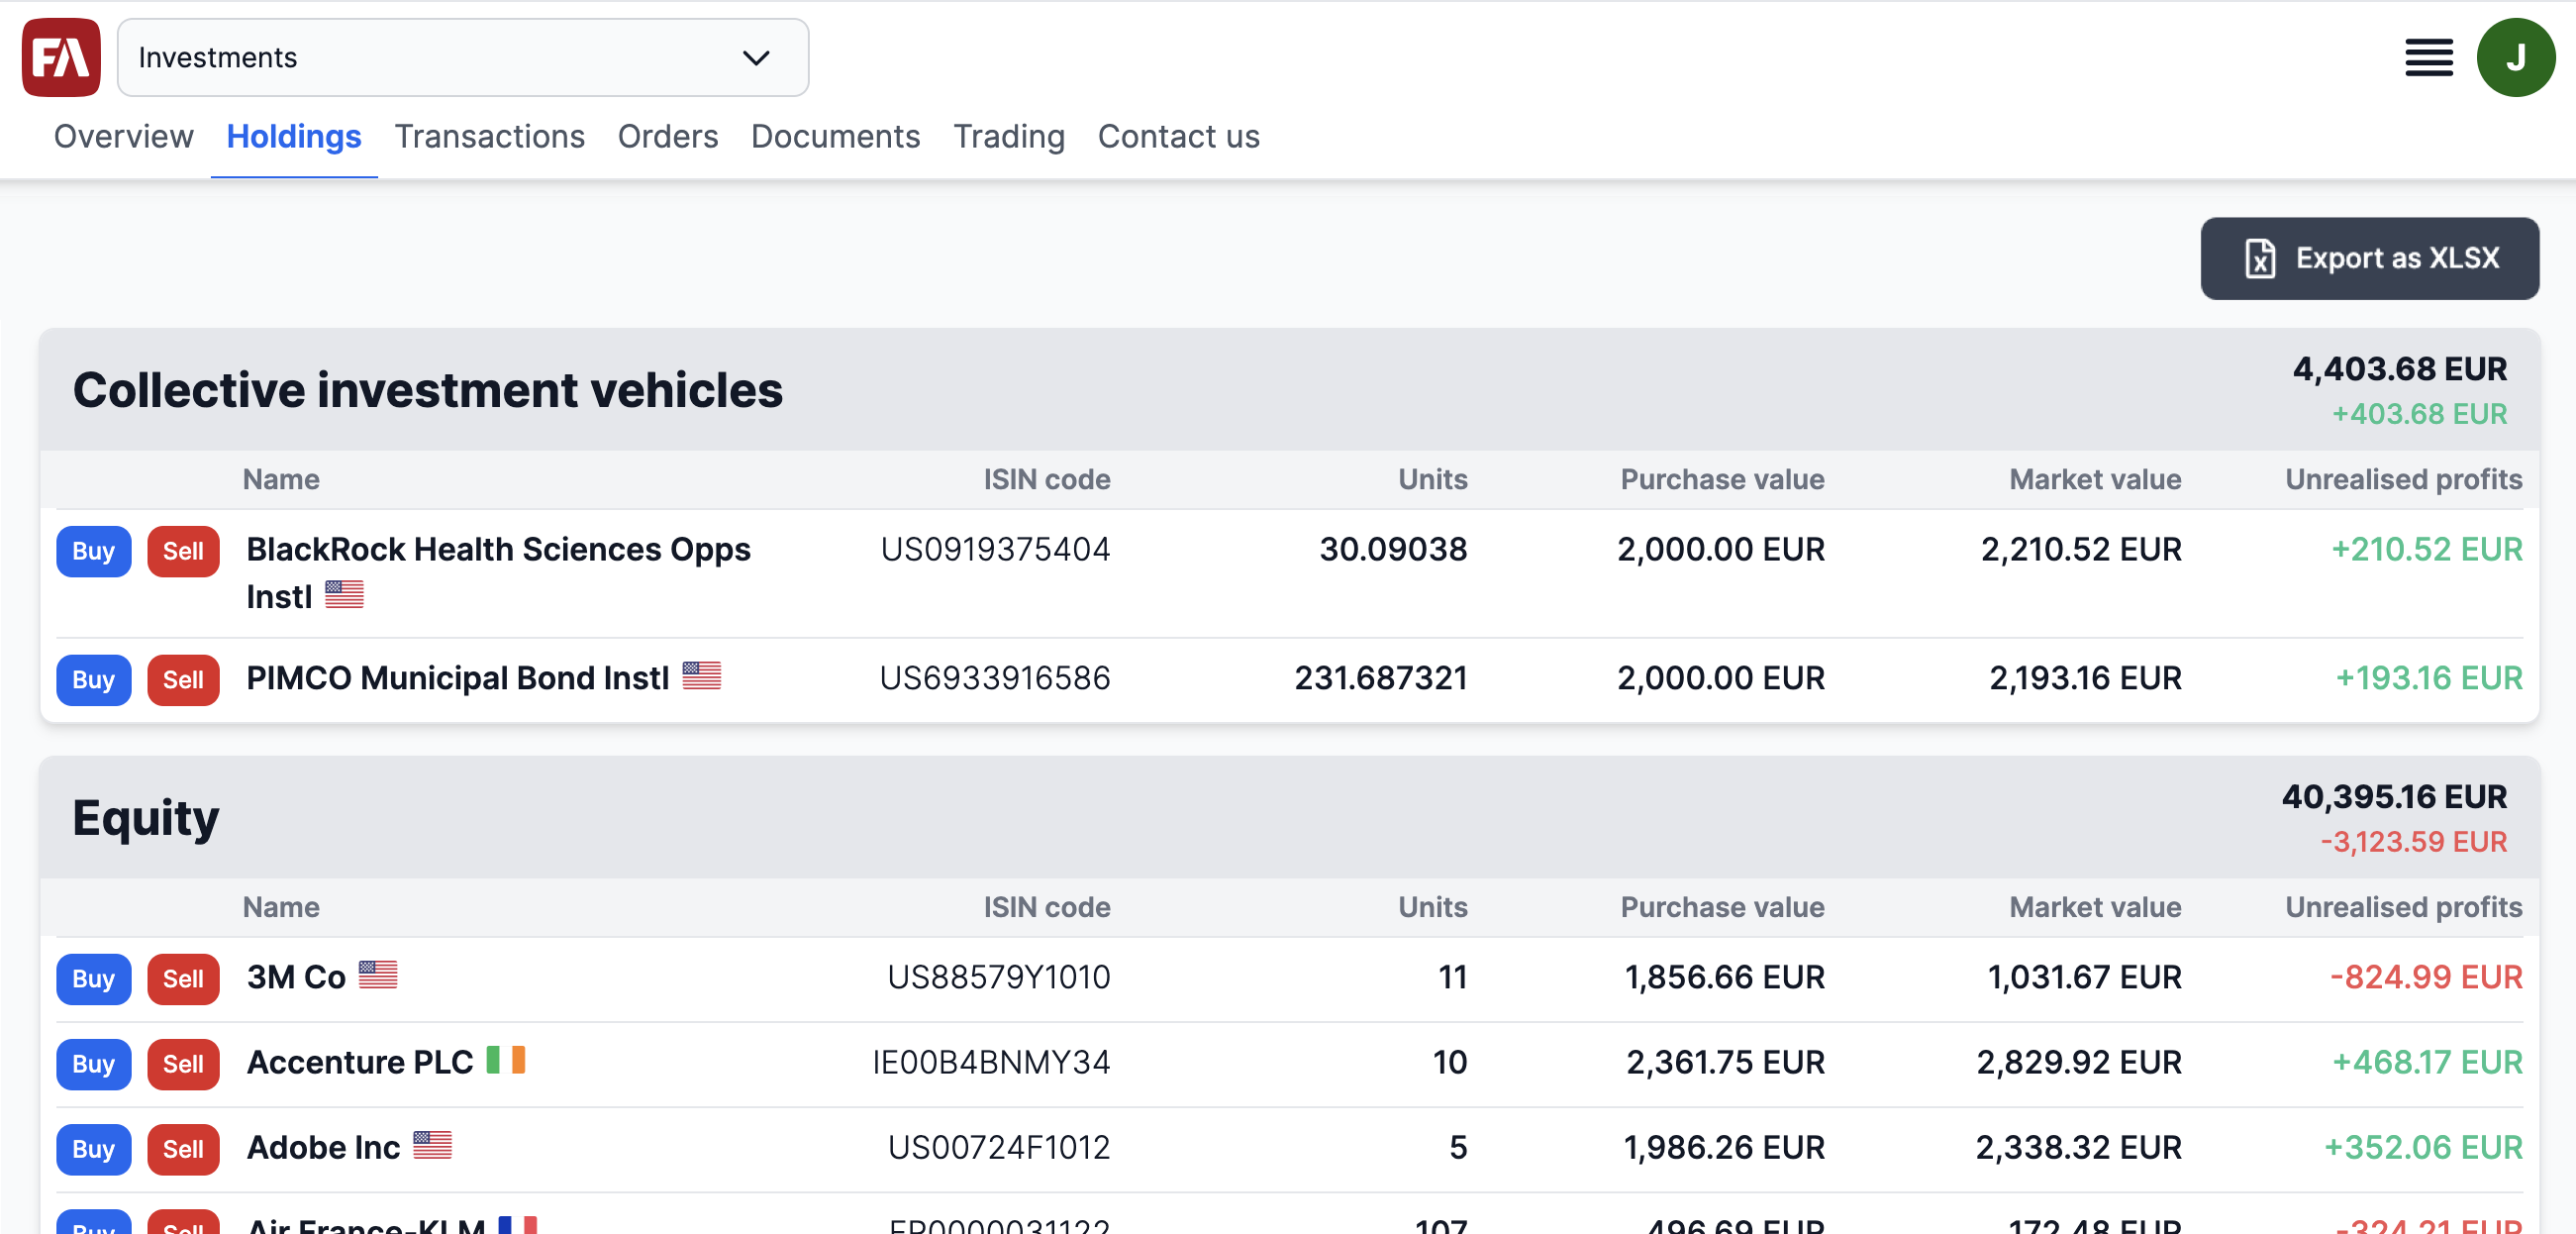 FA Investments J
Overview Holdings Transactions Orders Documents Trading Contact us
Export as XLSX
Collective investment vehicles 4,403.68 EUR
+403.68 EUR
Name ISIN code Units Purchase value Market value Unrealised profits
Buy Sell BlackRock Health Sciences Opps US0919375404 30.09038 2,000.00 EUR 2,210.52 EUR +210.52 EUR
Instl
Buy Sell PIMCO Municipal Bond Instl US6933916586 231.687321 2,000.00 EUR 2,193.16 EUR +193.16 EUR
Equity 40,395.16 EUR
-3,123.59 EUR
Name ISIN code Units Purchase value Market value Unrealised profits
Buy Sell 3M Co US88579Y1010 11 1,856.66 EUR 1,031.67 EUR -824.99 EUR
Buy Sell Accenture PLC IE00B4BNMY34 10 2,361.75 EUR 2,829.92 EUR +468.17 EUR
Buy Sell Adobe Inc US00724F1012 5 1,986.26 EUR 2,338.32 EUR +352.06 EUR
Buy Sell Air France-KLM FR0000031122 107 496.69 EUR 172.48 EUR -324.21 EUR